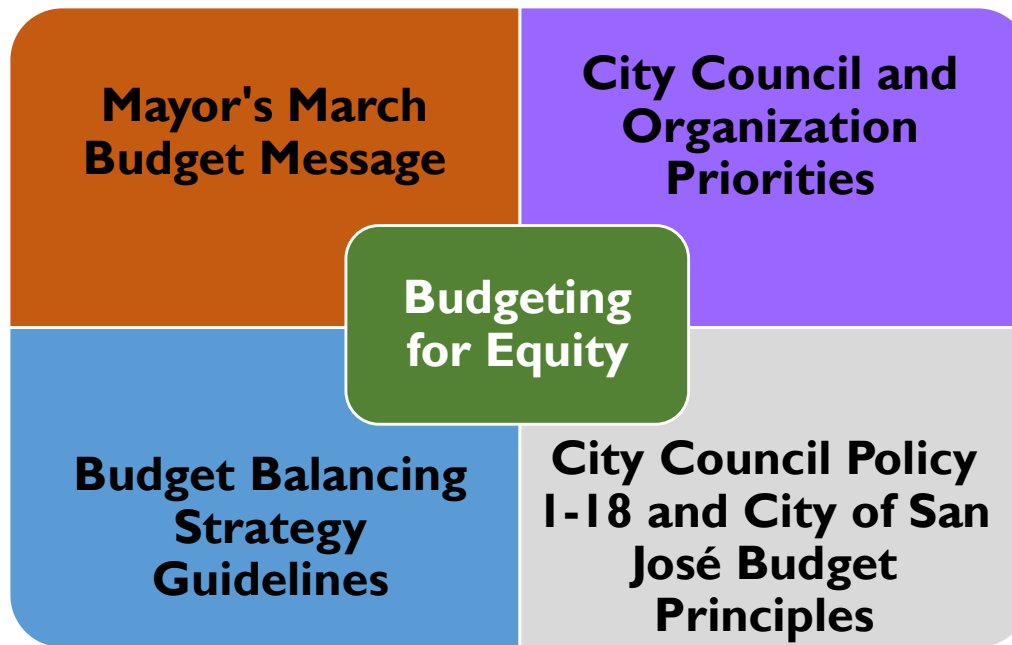 Mayor's March
Budget Message
City Council and
Organization
Priorities
Budgeting
for Equity
Budget Balancing
Strategy
Guidelines
City Council Policy
1-18 and City of San
José Budget
Principles